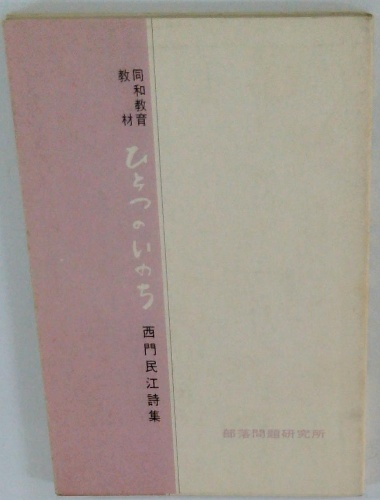 同和教育
教材
ひとつのいのち
西門民江詩集
部落問題研究所